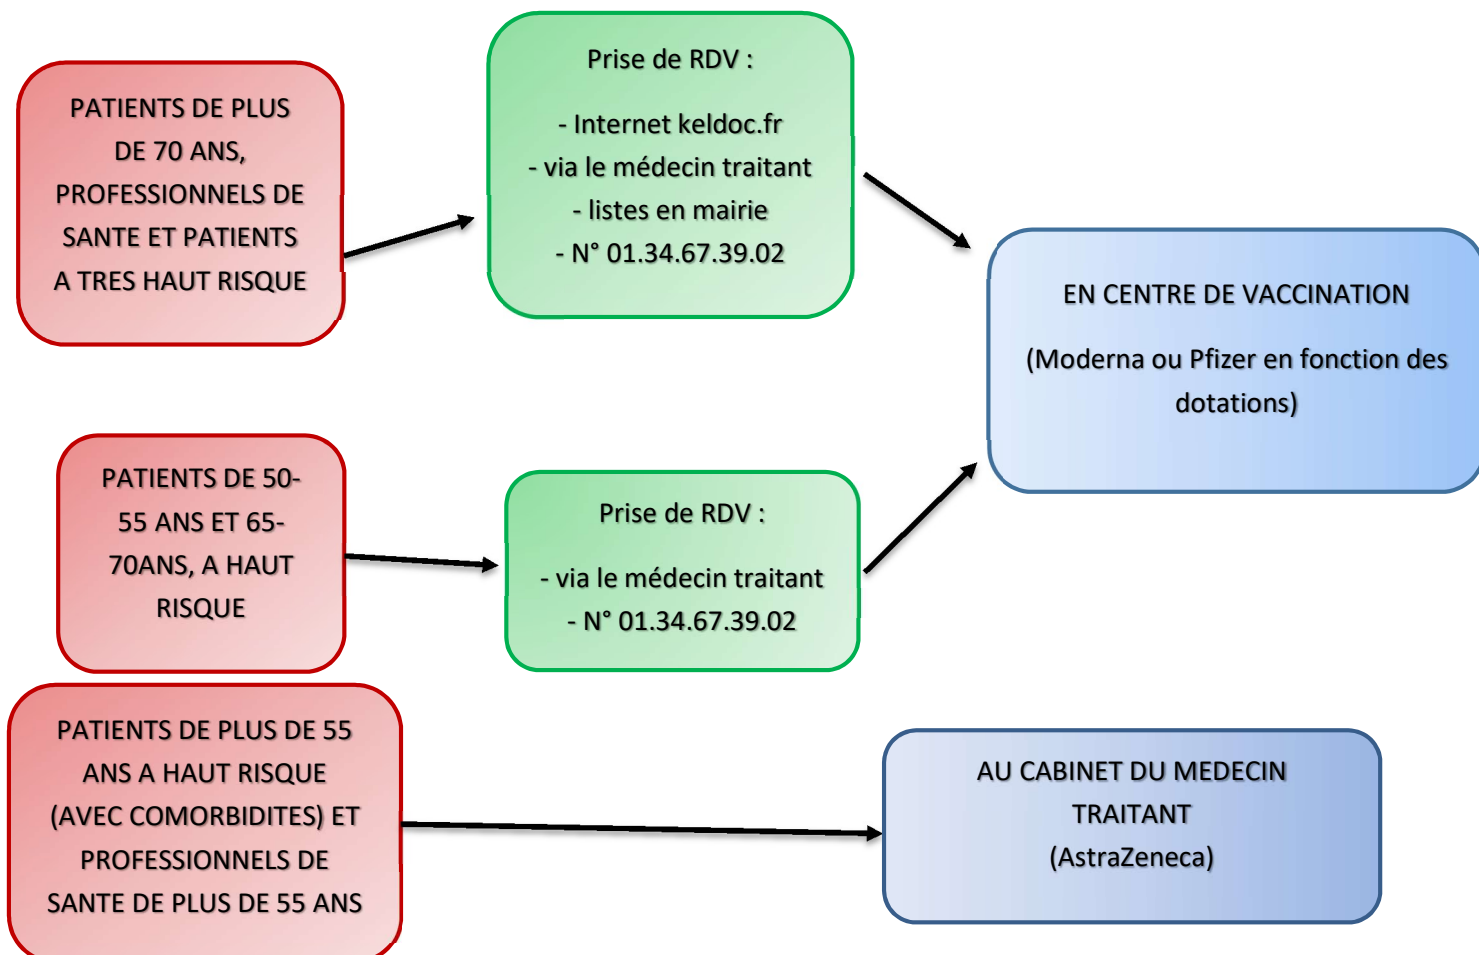 PATIENTS DE PLUS
DE 70 ANS,
PROFESSIONNELS DE
SANTE ET PATIENTS
A TRES HAUT RISQUE
Prise de RDV :
- Internet keldoc.fr
- via le médecin traitant
- listes en mairie
- N° 01.34.67.39.02
EN CENTRE DE VACCINATION
(Moderna ou Pfizer en fonction des
dotations)
PATIENTS DE 50-
55 ANS ET 65-
70ANS, A HAUT
RISQUE
Prise de RDV :
- via le médecin traitant
- N° 01.34.67.39.02
PATIENTS DE PLUS DE 55
ANS A HAUT RISQUE
(AVEC COMORBIDITES) ET
PROFESSIONNELS DE
SANTE DE PLUS DE 55 ANS
AU CABINET DU MEDECIN
TRAITANT
(AstraZeneca)